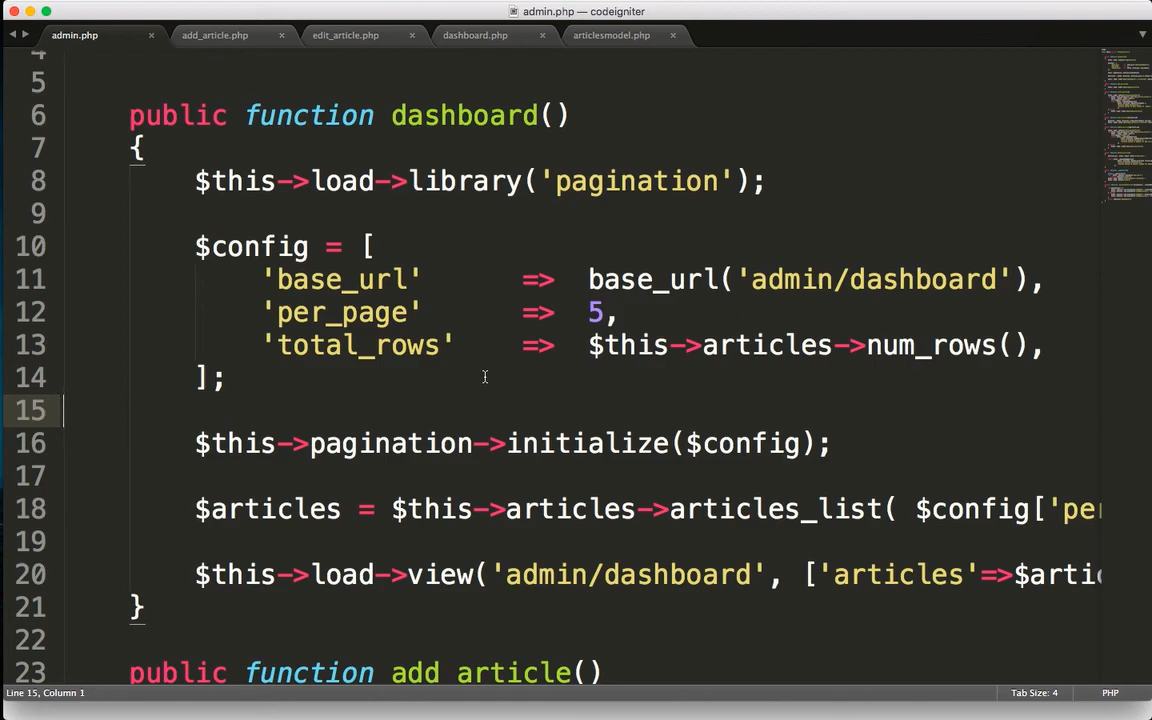 admin.php — codeigniter
admin.php × add_article.php × edit_article.php × dashboard.php × articlesmodel.php ×
4
5
6 public function dashboard()
7 {
8 $this->load->library('pagination');
9
10 $config = [
11 'base_url' => base_url('admin/dashboard'),
12 'per_page' => 5,
13 'total_rows' => $this->articles->num_rows(),
14 ];
15
16 $this->pagination->initialize($config);
17
18 $articles = $this->articles->articles_list( $config['per
19
20 $this->load->view('admin/dashboard', ['articles'=>$artic
21 }
22
23 public function add article()
Line 15, Column 1 Tab Size: 4 PHP